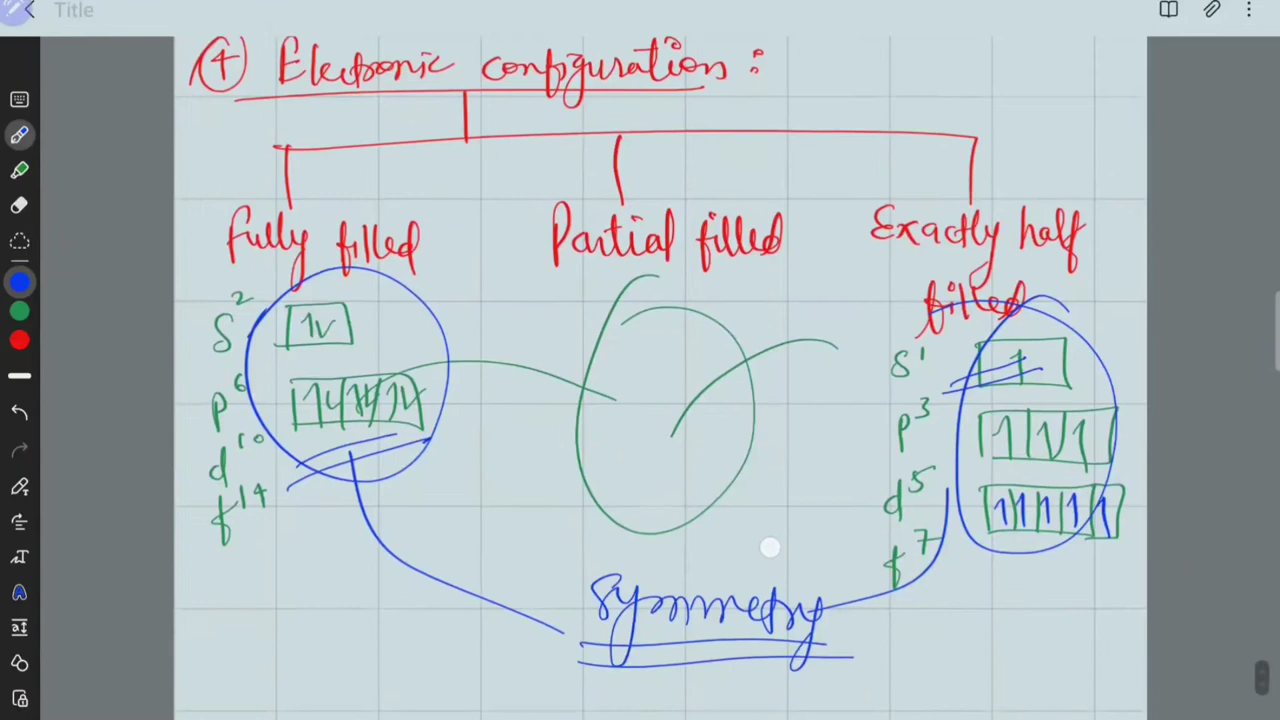 Title
④ Electronic configuration :
Fully filled
Partial filled
Exactly half
filled
s²
p⁶
d¹⁰
f¹⁴
s¹
p³
d⁵
f⁷
Symmetry